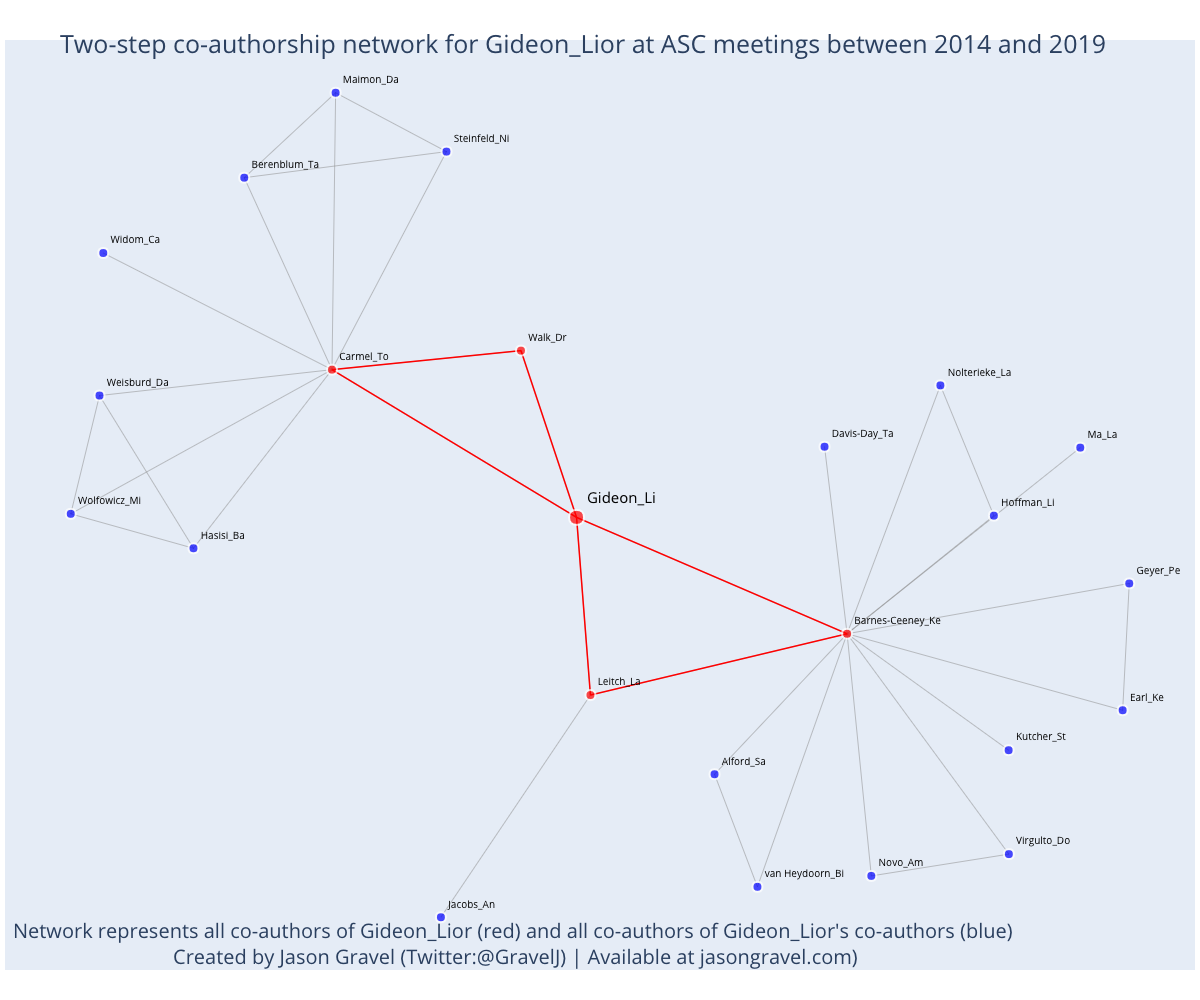 Two-step co-authorship network for Gideon_Lior at ASC meetings between 2014 and 2019
Maimon_Da
Steinfeld_Ni
Berenblum_Ta
Widom_Ca
Walk_Dr
Carmel_To
Nolterieke_La
Weisburd_Da
Davis-Day_Ta
Ma_La
Gideon_Li
Wolfowicz_Mi
Hoffman_Li
Hasisi_Ba
Geyer_Pe
Barnes-Ceeney_Ke
Leitch_La
Earl_Ke
Kutcher_St
Alford_Sa
Virgulto_Do
Novo_Am
van Heydoorn_Bi
Jacobs_An
Network represents all co-authors of Gideon_Lior (red) and all co-authors of Gideon_Lior's co-authors (blue)
Created by Jason Gravel (Twitter:@GravelJ) | Available at jasongravel.com)